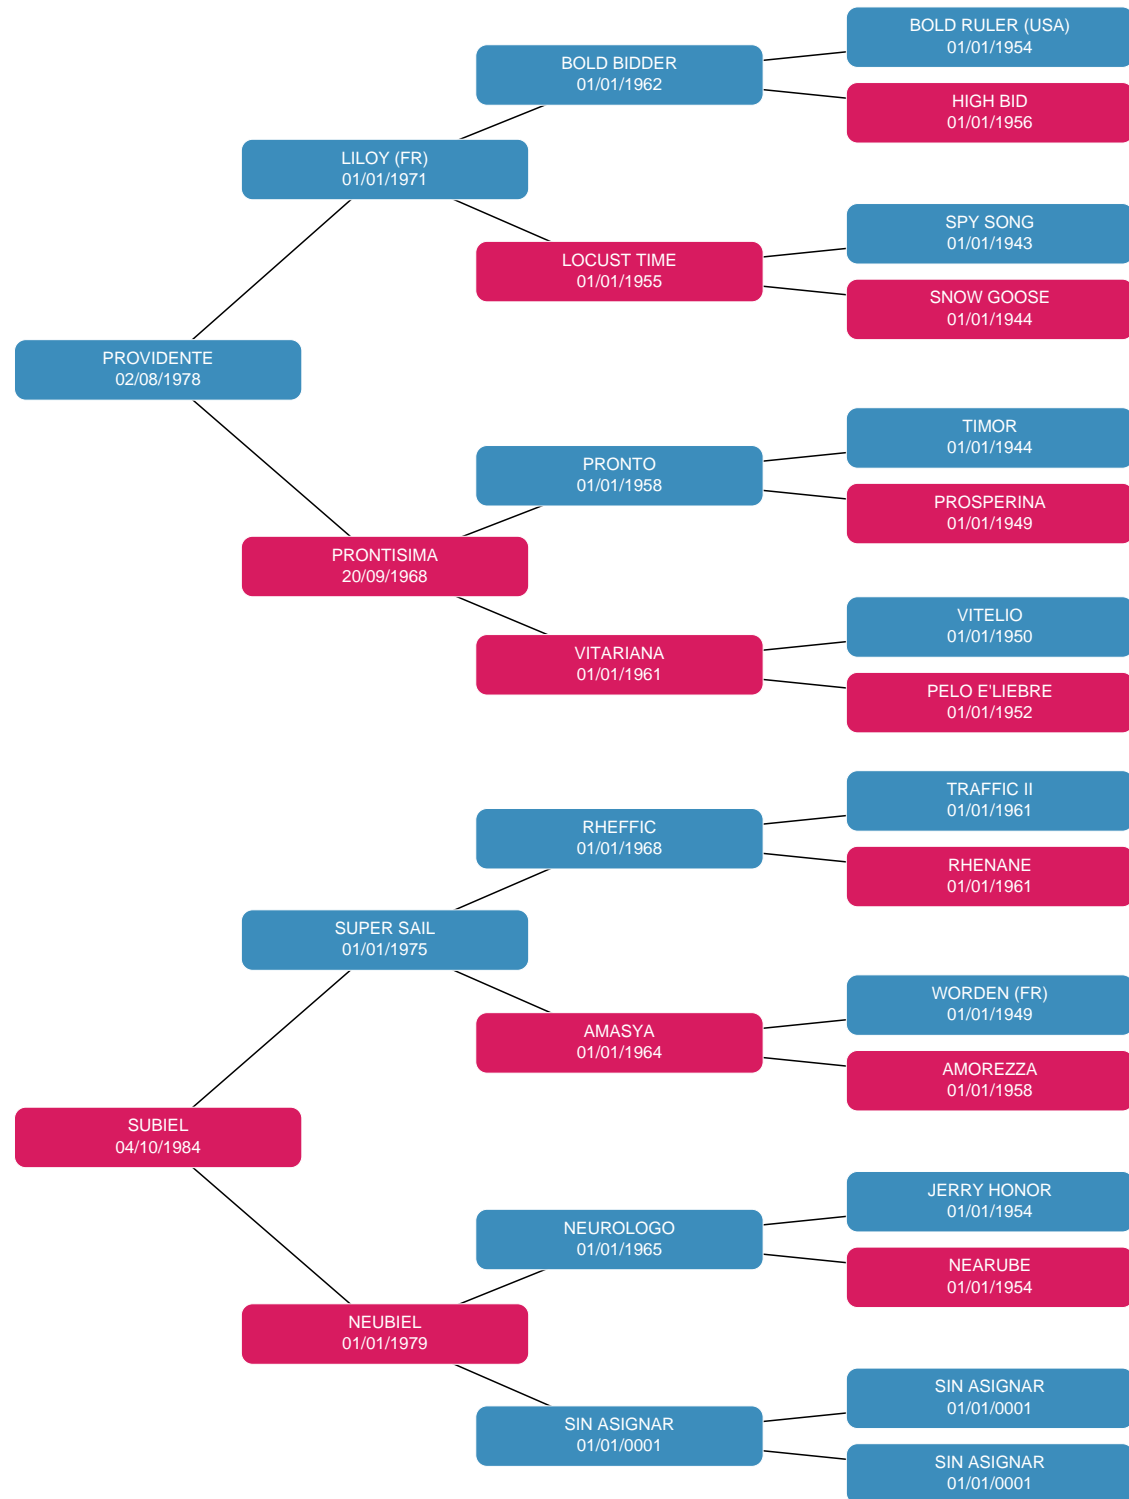 BOLD RULER (USA)
01/01/1954
BOLD BIDDER
01/01/1962
HIGH BID
01/01/1956
LILOY (FR)
01/01/1971
SPY SONG
01/01/1943
LOCUST TIME
01/01/1955
SNOW GOOSE
01/01/1944
PROVIDENTE
02/08/1978
TIMOR
01/01/1944
PRONTO
01/01/1958
PROSPERINA
01/01/1949
PRONTISIMA
20/09/1968
VITELIO
01/01/1950
VITARIANA
01/01/1961
PELO E'LIEBRE
01/01/1952
TRAFFIC II
01/01/1961
RHEFFIC
01/01/1968
RHENANE
01/01/1961
SUPER SAIL
01/01/1975
WORDEN (FR)
01/01/1949
AMASYA
01/01/1964
AMOREZZA
01/01/1958
SUBIEL
04/10/1984
JERRY HONOR
01/01/1954
NEUROLOGO
01/01/1965
NEARUBE
01/01/1954
NEUBIEL
01/01/1979
SIN ASIGNAR
01/01/0001
SIN ASIGNAR
01/01/0001
SIN ASIGNAR
01/01/0001